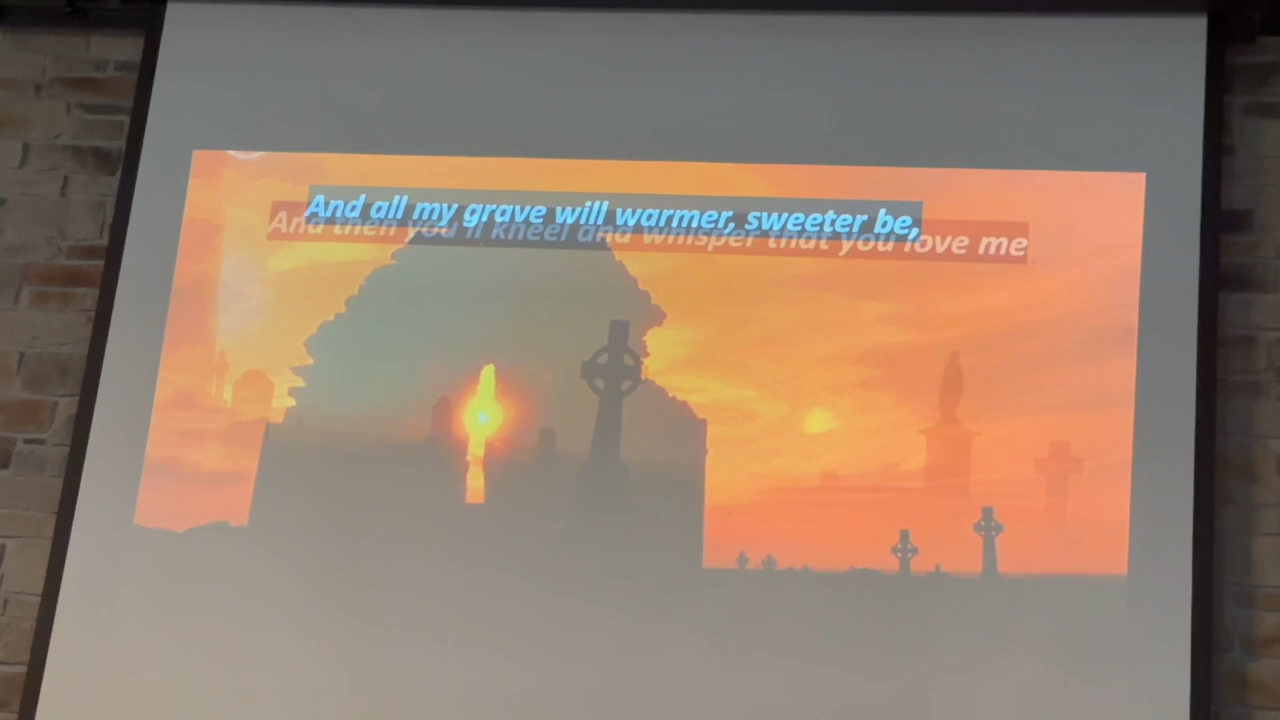 And all my grave will warmer, sweeter be,
And then you'll kneel and whisper that you love me